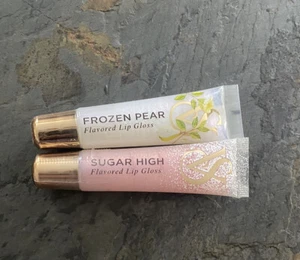 FROZEN PEAR
Flavored Lip Gloss
SUGAR HIGH
Flavored Lip Gloss